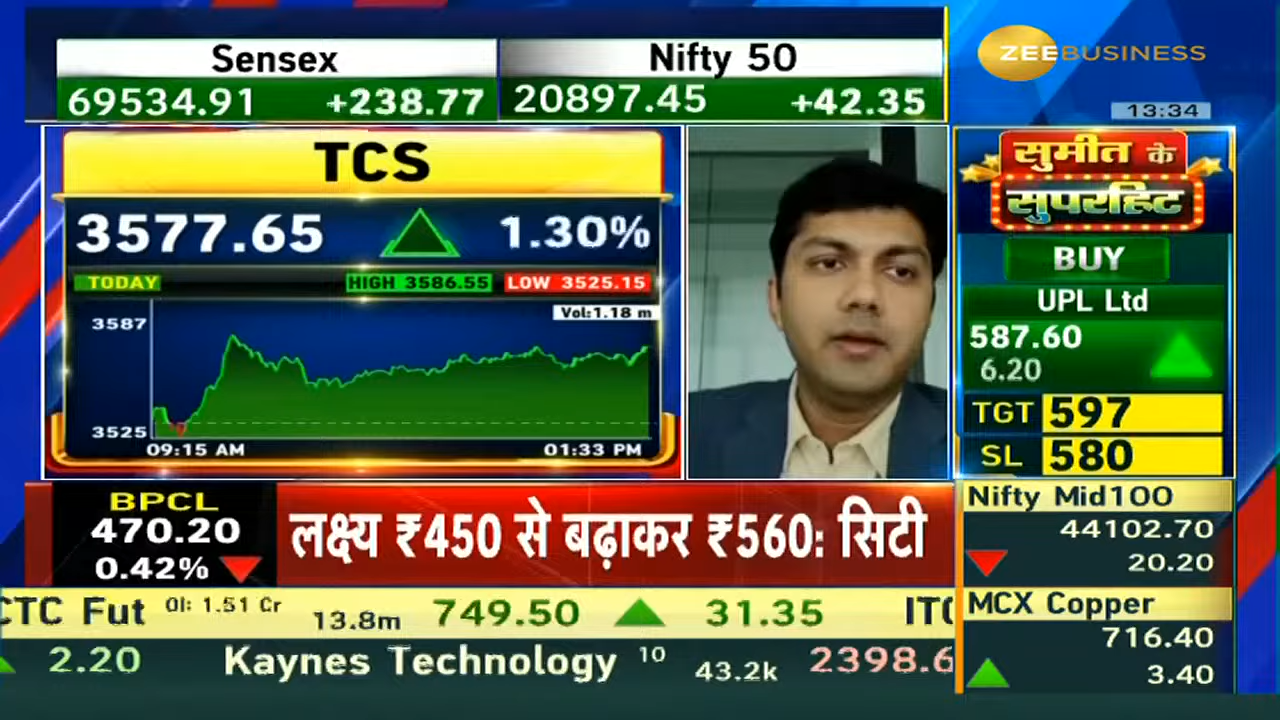 Sensex
69534.91 +238.77
Nifty 50
20897.45 +42.35
ZEEBUSINESS
13:34
TCS
3577.65 1.30%
TODAY HIGH 3586.55 LOW 3525.15
Vol:1.18 m
3587
3525
09:15 AM 01:33 PM
सुमीत के
सुपरहिट
BUY
UPL Ltd
587.60
6.20
TGT 597
SL 580
BPCL
470.20
0.42%
लक्ष्य ₹450 से बढ़ाकर ₹560: सिटी
Nifty Mid100
44102.70
20.20
MCX Copper
716.40
3.40
CTC Fut OI: 1.51 Cr 13.8m 749.50 31.35 ITC
2.20 Kaynes Technology 10 43.2k 2398.6